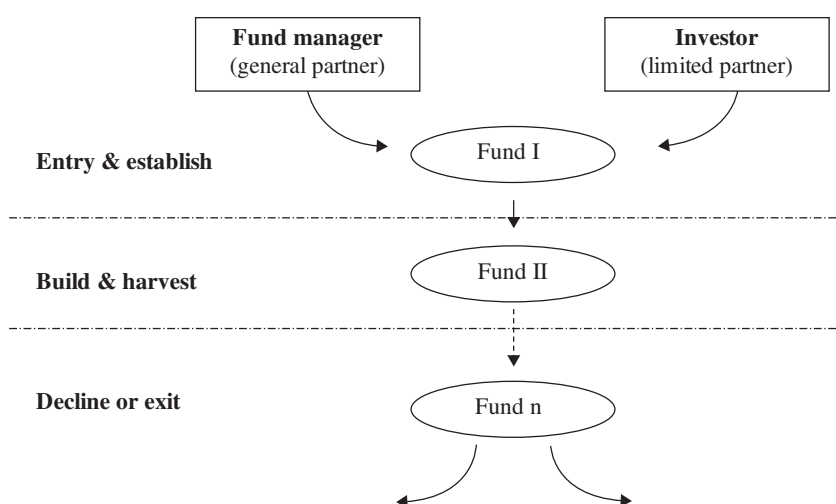 Fund manager
(general partner)
Investor
(limited partner)
Fund I
Entry & establish
Fund II
Build & harvest
Fund n
Decline or exit